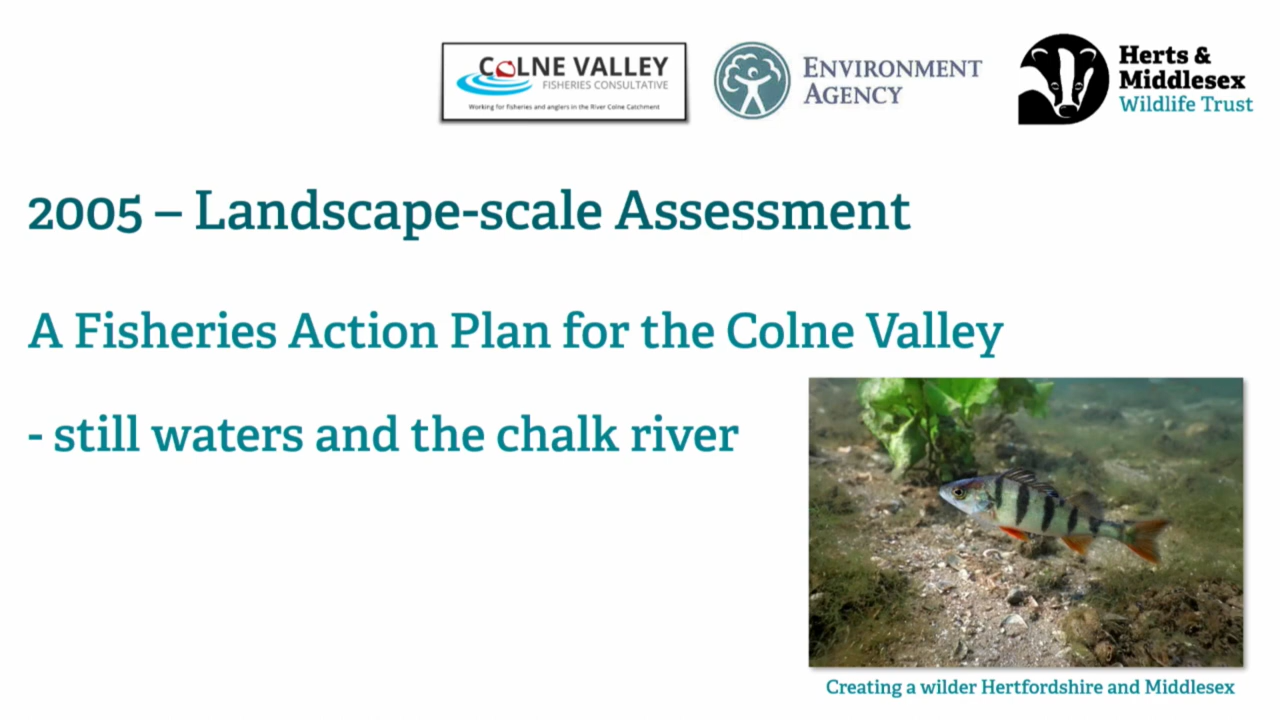 COLNE VALLEY
FISHERIES CONSULTATIVE
Working for fisheries and anglers in the River Colne Catchment
ENVIRONMENT
AGENCY
Herts &
Middlesex
Wildlife Trust
2005 – Landscape-scale Assessment
A Fisheries Action Plan for the Colne Valley
- still waters and the chalk river
Creating a wilder Hertfordshire and Middlesex